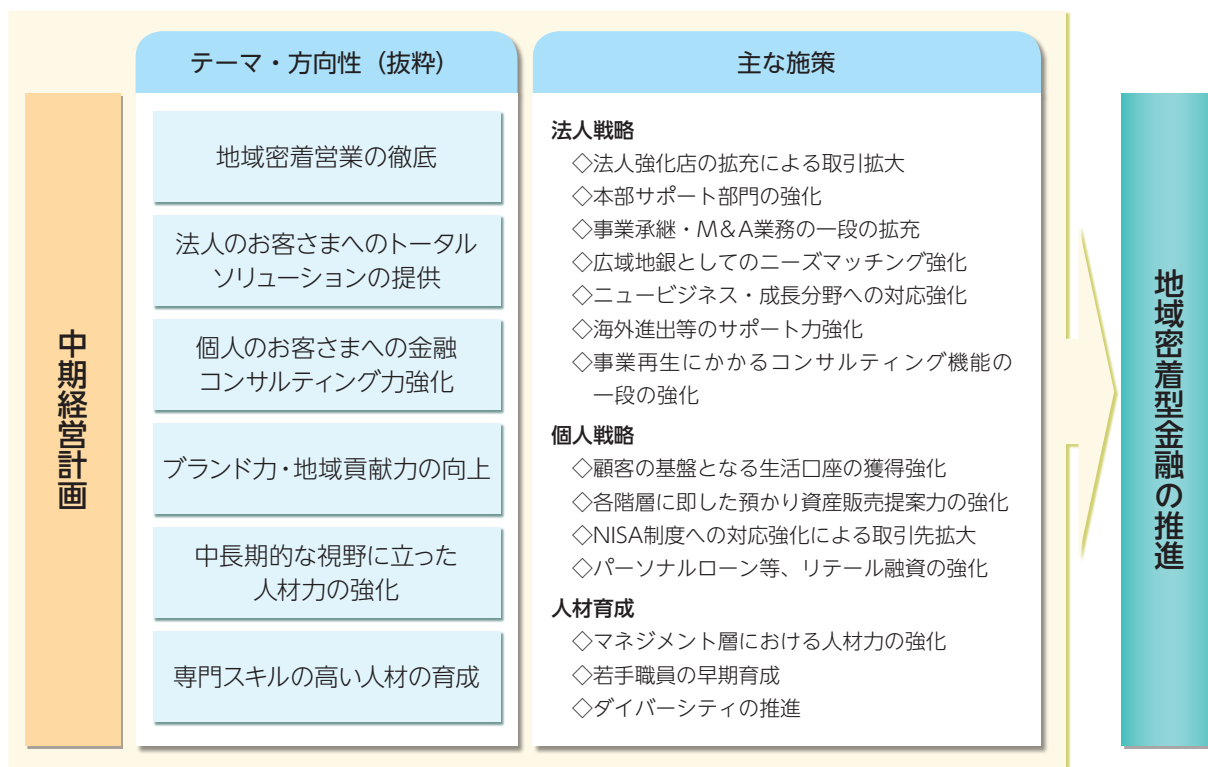 中期経営計画
テーマ・方向性（抜粋）
地域密着営業の徹底
法人のお客さまへのトータル
ソリューションの提供
個人のお客さまへの金融
コンサルティング力強化
ブランド力・地域貢献力の向上
中長期的な視野に立った
人材力の強化
専門スキルの高い人材の育成
主な施策
法人戦略
◇法人強化店の拡充による取引拡大
◇本部サポート部門の強化
◇事業承継・M＆A業務の一段の拡充
◇広域地銀としてのニーズマッチング強化
◇ニュービジネス・成長分野への対応強化
◇海外進出等のサポート力強化
◇事業再生にかかるコンサルティング機能の
一段の強化
個人戦略
◇顧客の基盤となる生活口座の獲得強化
◇各階層に即した預かり資産販売提案力の強化
◇NISA制度への対応強化による取引先拡大
◇パーソナルローン等、リテール融資の強化
人材育成
◇マネジメント層における人材力の強化
◇若手職員の早期育成
◇ダイバーシティの推進
地域密着型金融の推進